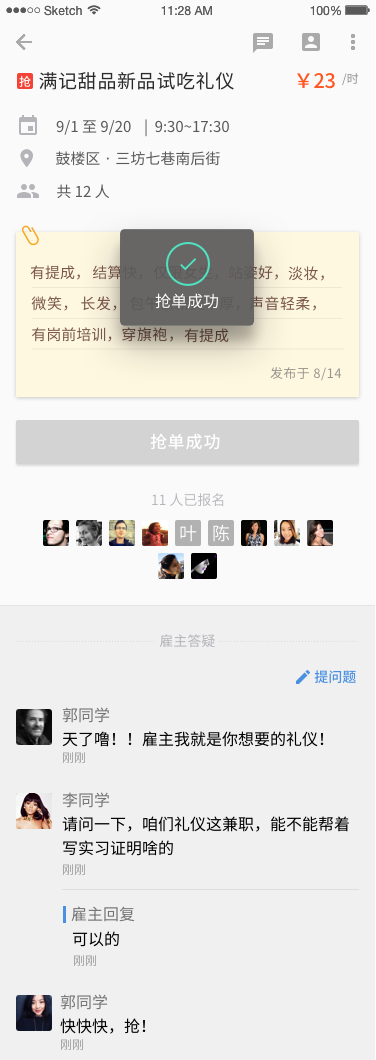 Sketch 11:28 AM 100%
抢 满记甜品新品试吃礼仪 ¥23 /时
9/1 至 9/20 | 9:30~17:30
鼓楼区 · 三坊七巷南后街
共 12 人
有提成，结算 好，淡妆，
微笑，长发， 声音轻柔，
有岗前培训，穿旗袍，有提成
抢单成功
发布于 8/14
抢单成功
11 人已报名
叶 陈
雇主答疑
提问题
郭同学
天了噜！！雇主我就是你想要的礼仪！
刚刚
李同学
请问一下，咱们礼仪这兼职，能不能帮着
写实习证明啥的
刚刚
雇主回复
可以的
刚刚
郭同学
快快快，抢！
刚刚